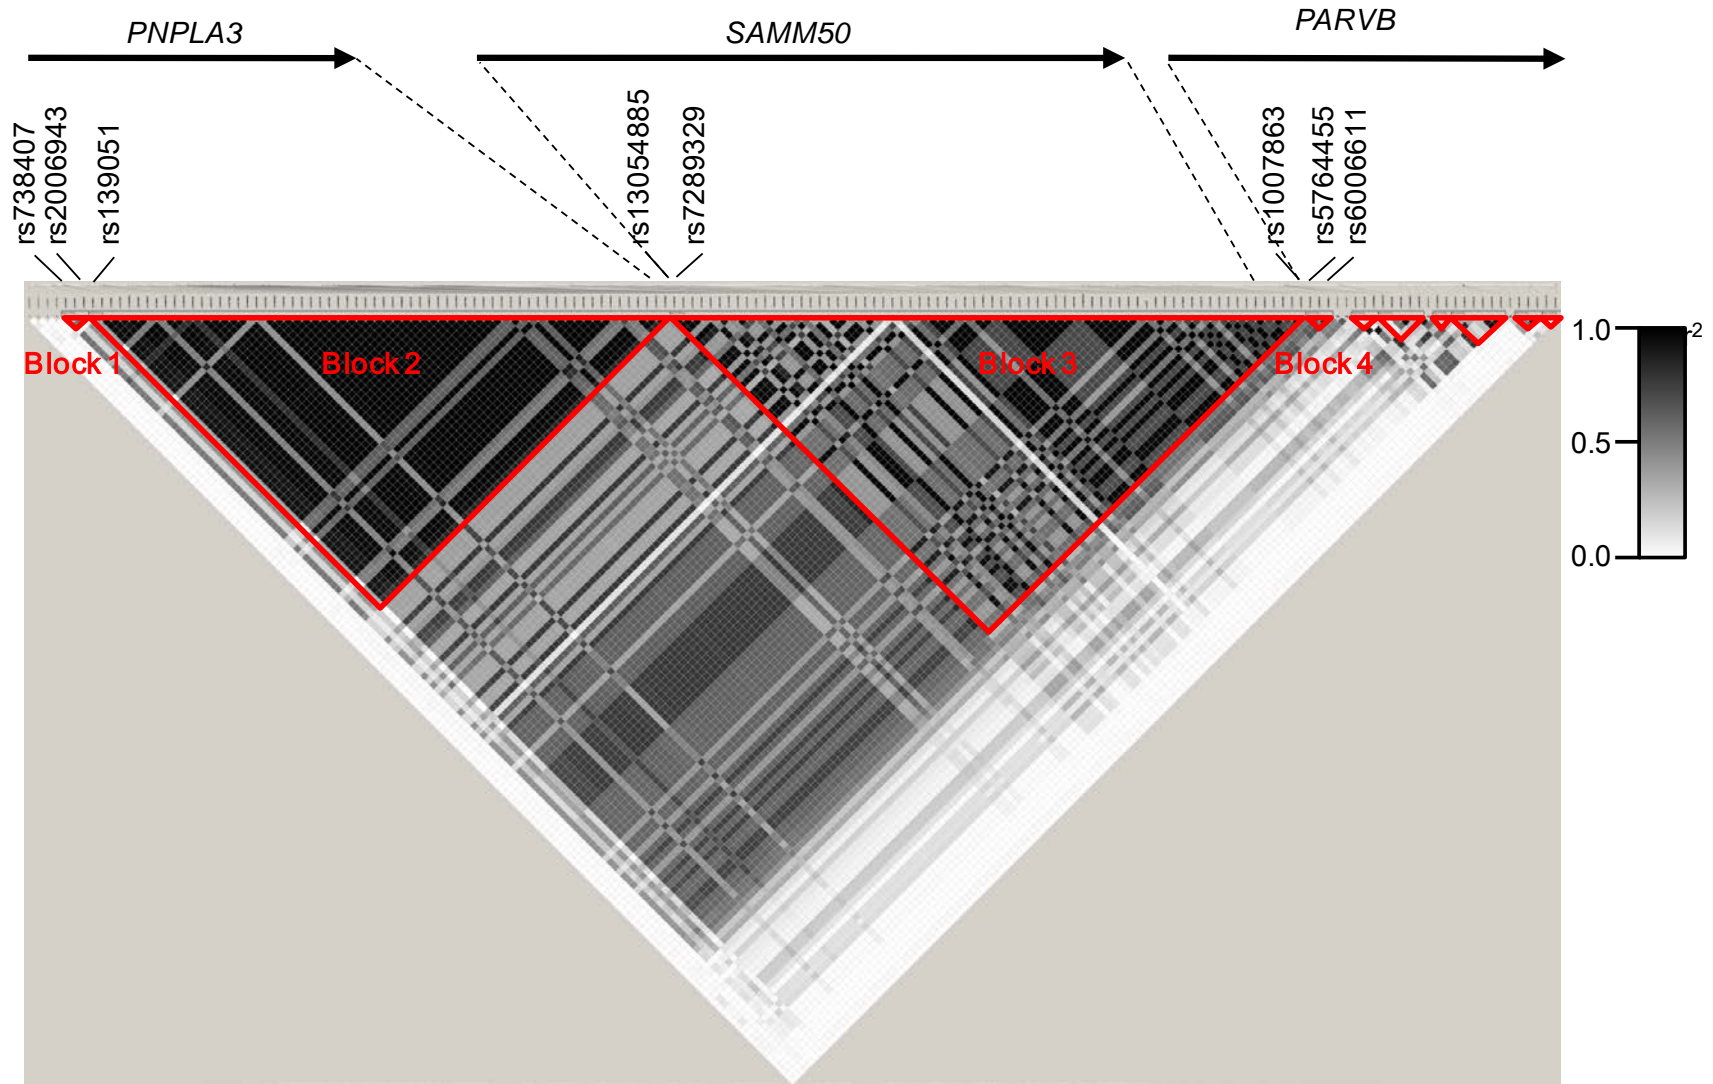 PNPLA3
SAMM50
PARVB
rs738407
rs2006943
rs139051
rs13054885
rs7289329
rs1007863
rs5764455
rs6006611
Block 1
Block 2
Block 3
Block 4
1.0
r2
0.5
0.0